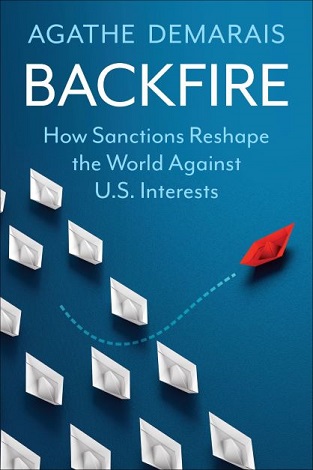 AGATHE DEMARAIS
BACKFIRE
How Sanctions Reshape
the World Against
U.S. Interests